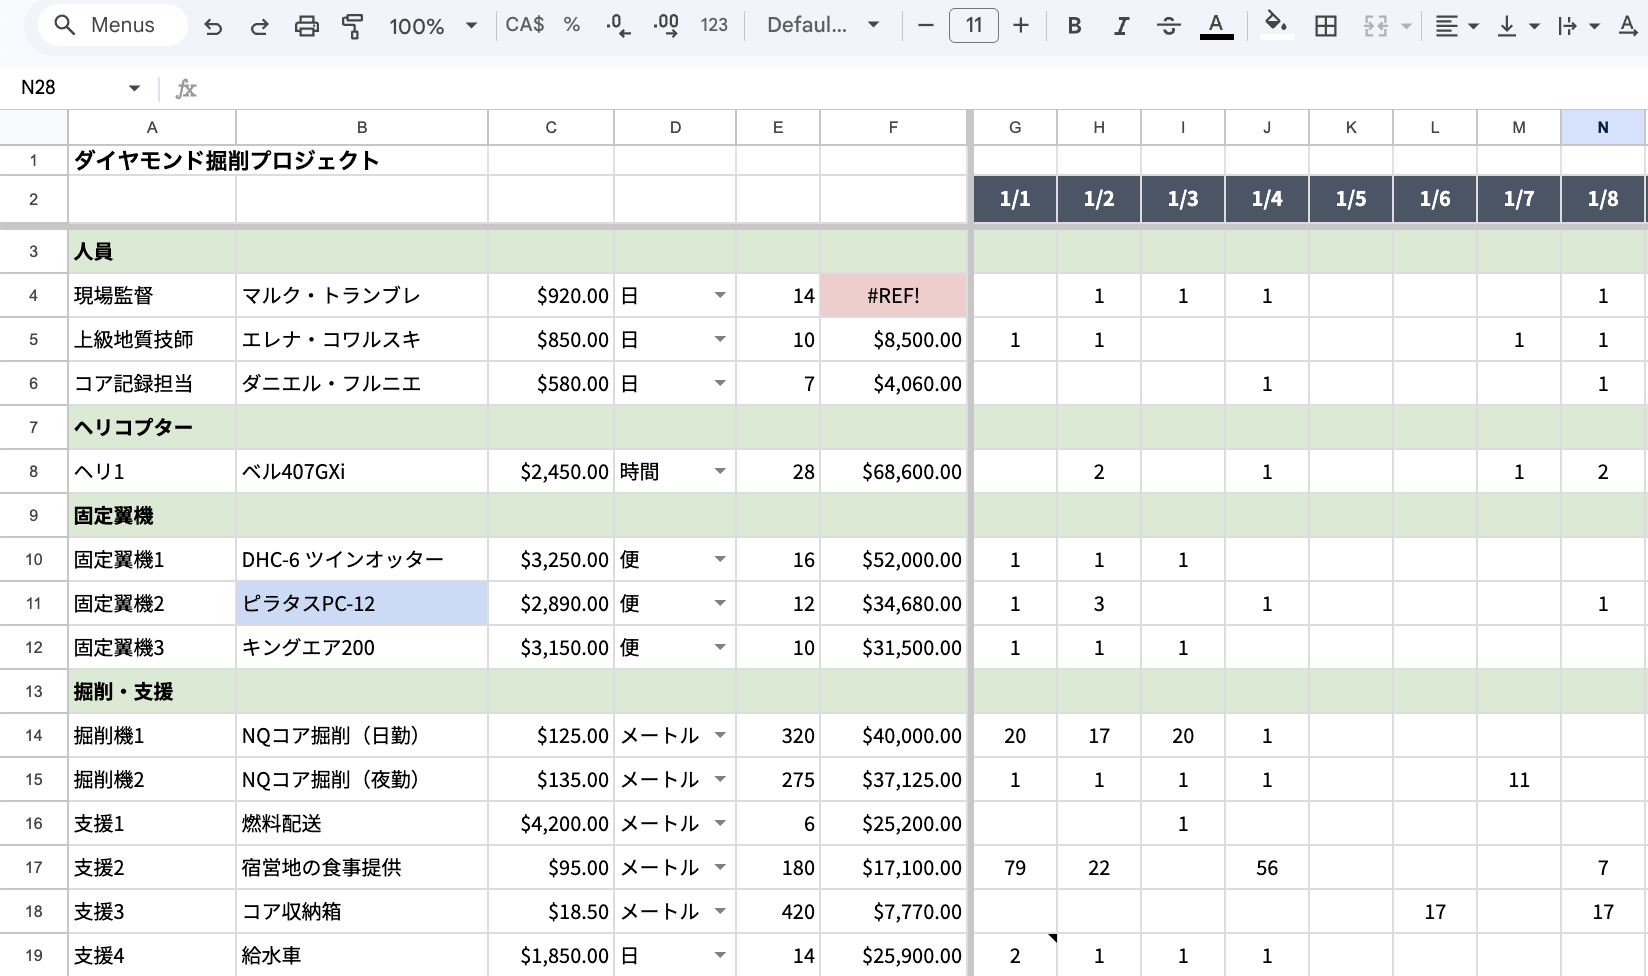 Menus 100% CA$ % .0 .00 123 Defaul... − 11 + B I S A A
N28 fx
A B C D E F G H I J K L M N
1 ダイヤモンド掘削プロジェクト
2 1/1 1/2 1/3 1/4 1/5 1/6 1/7 1/8
3 人員
4 現場監督 マルク・トランブレ $920.00 日 14 #REF! 1 1 1 1
5 上級地質技師 エレナ・コワルスキ $850.00 日 10 $8,500.00 1 1 1 1
6 コア記録担当 ダニエル・フルニエ $580.00 日 7 $4,060.00 1 1
7 ヘリコプター
8 ヘリ1 ベル407GXi $2,450.00 時間 28 $68,600.00 2 1 1 2
9 固定翼機
10 固定翼機1 DHC-6 ツインオッター $3,250.00 便 16 $52,000.00 1 1 1
11 固定翼機2 ピラタスPC-12 $2,890.00 便 12 $34,680.00 1 3 1 1
12 固定翼機3 キングエア200 $3,150.00 便 10 $31,500.00 1 1 1
13 掘削・支援
14 掘削機1 NQコア掘削（日勤） $125.00 メートル 320 $40,000.00 20 17 20 1
15 掘削機2 NQコア掘削（夜勤） $135.00 メートル 275 $37,125.00 1 1 1 1 11
16 支援1 燃料配送 $4,200.00 メートル 6 $25,200.00 1
17 支援2 宿営地の食事提供 $95.00 メートル 180 $17,100.00 79 22 56 7
18 支援3 コア収納箱 $18.50 メートル 420 $7,770.00 17 17
19 支援4 給水車 $1,850.00 日 14 $25,900.00 2 1 1 1